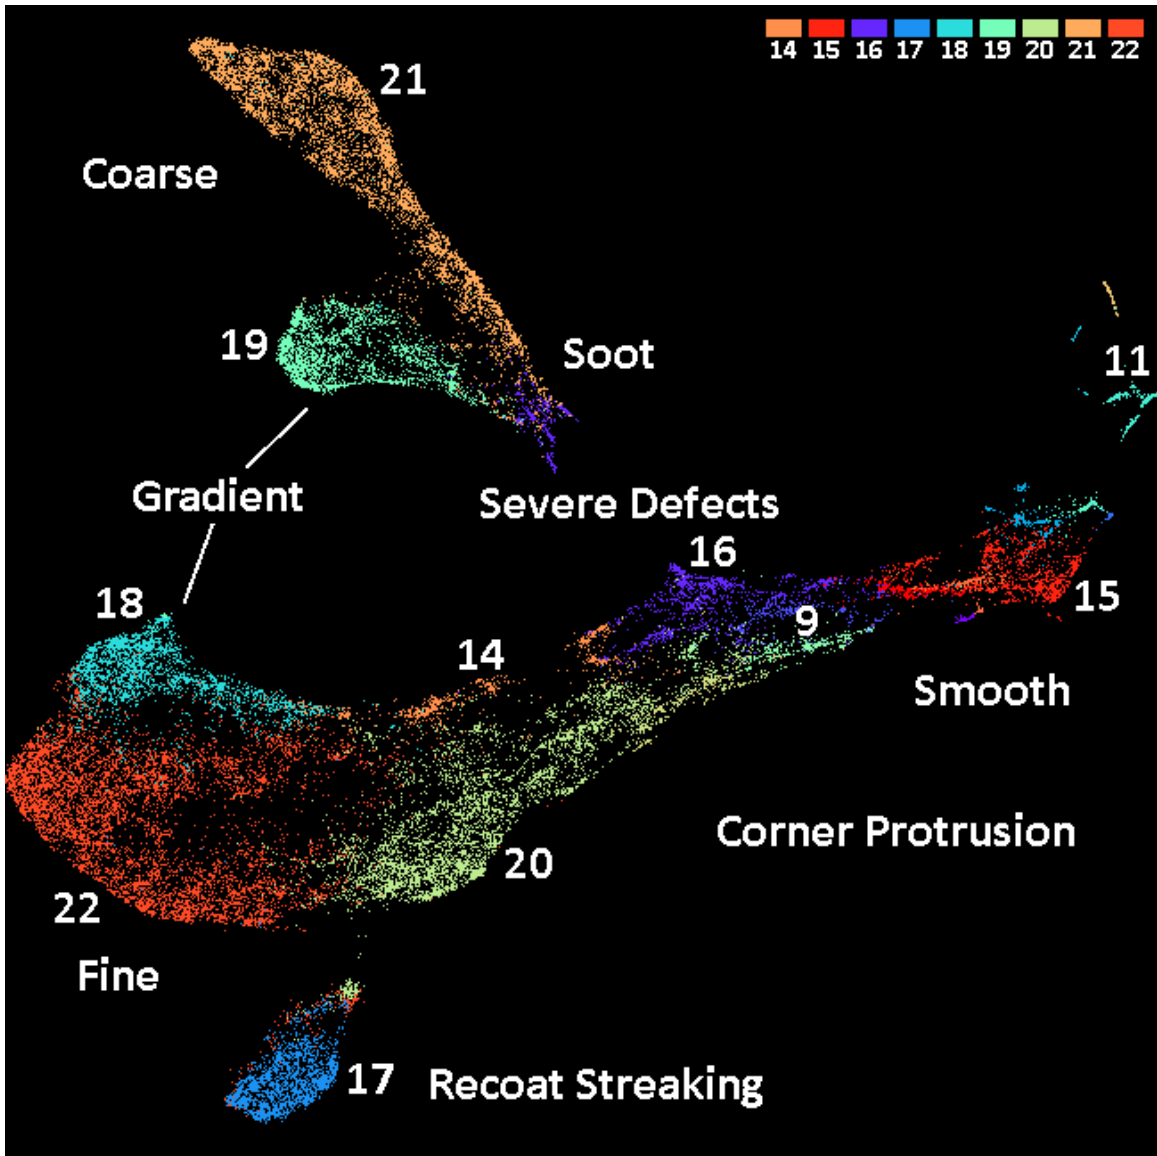 14 15 16 17 18 19 20 21 22
21
Coarse
19
Soot
11
Gradient
Severe Defects
16
18
15
9
14
Smooth
Corner Protrusion
20
22
Fine
17
Recoat Streaking